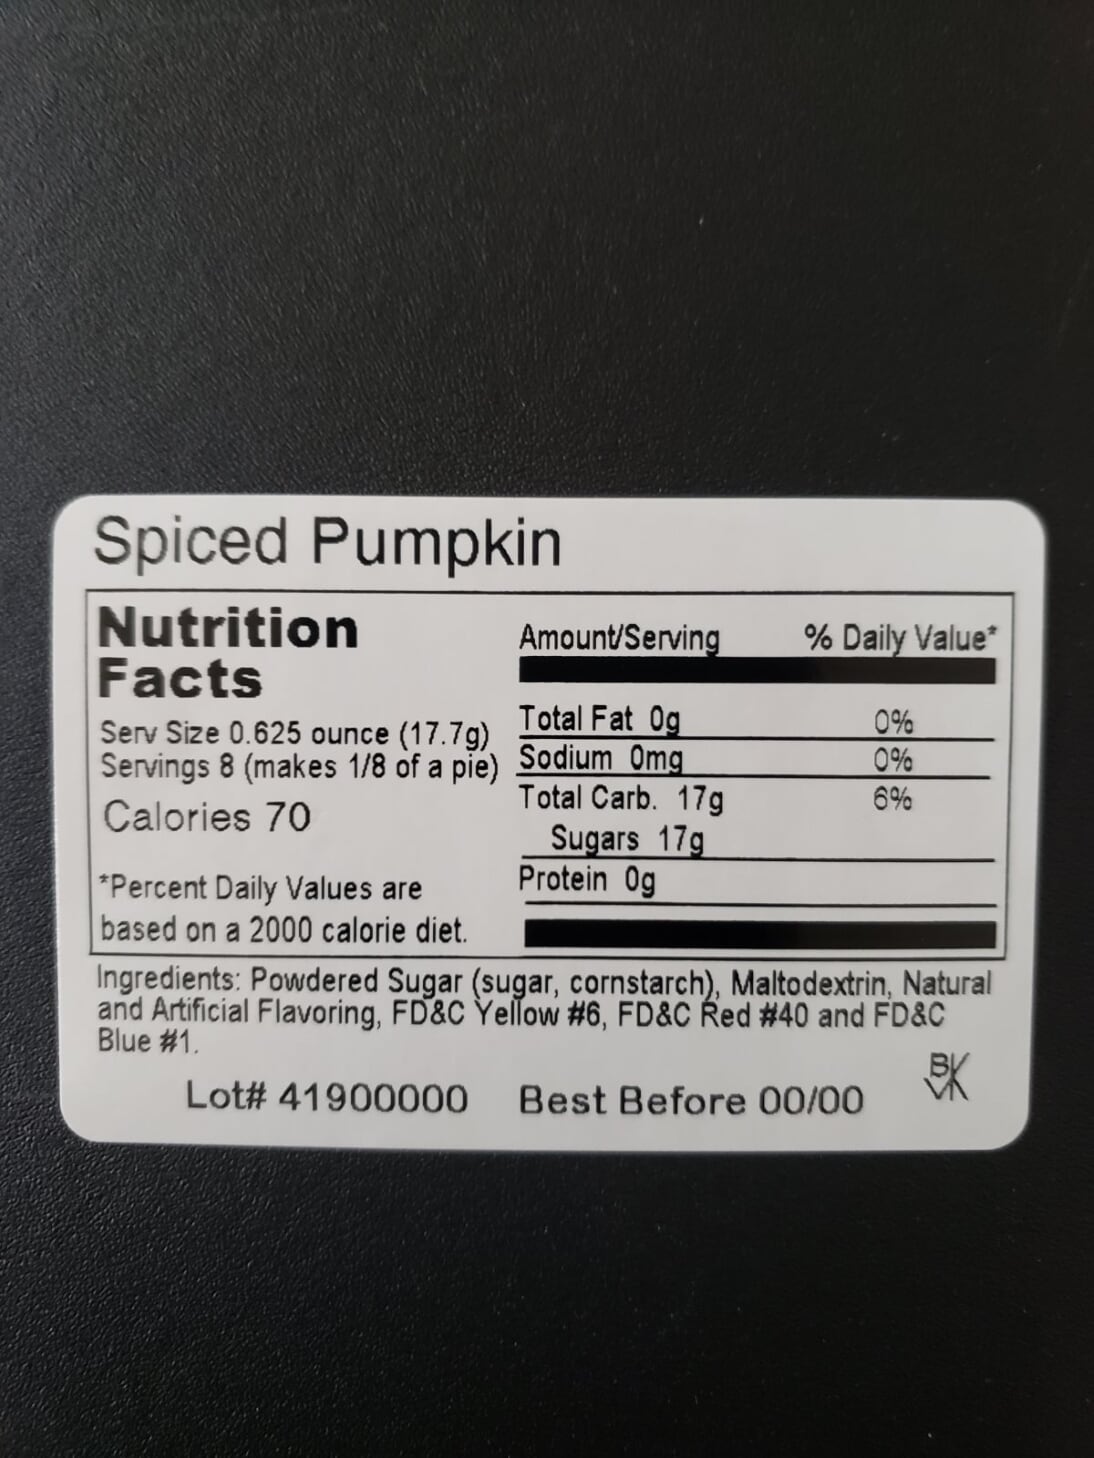 Spiced Pumpkin
Nutrition
Facts
Serv Size 0.625 ounce (17.7g)
Servings 8 (makes 1/8 of a pie)
Calories 70
*Percent Daily Values are
based on a 2000 calorie diet.
Amount/Serving % Daily Value*
Total Fat 0g 0%
Sodium 0mg 0%
Total Carb. 17g 6%
Sugars 17g
Protein 0g
Ingredients: Powdered Sugar (sugar, cornstarch), Maltodextrin, Natural
and Artificial Flavoring, FD&C Yellow #6, FD&C Red #40 and FD&C
Blue #1.
BK
Lot# 41900000 Best Before 00/00